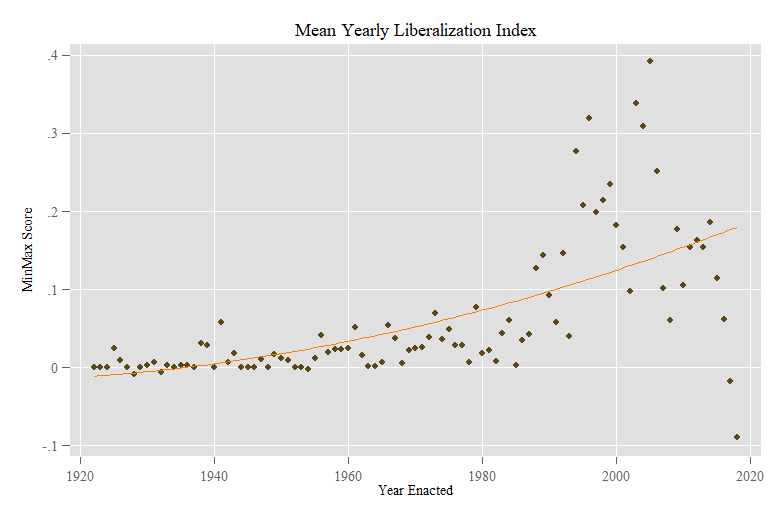 Mean Yearly Liberalization Index
.4
.3
.2
.1
0
-.1
MinMax Score
1920 1940 1960 1980 2000 2020
Year Enacted